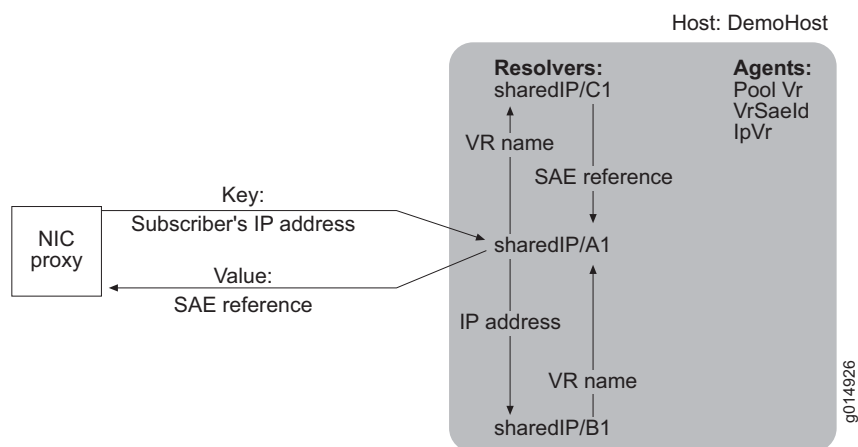 Host: DemoHost
Resolvers:
sharedIP/C1
Agents:
Pool Vr
VrSaeId
IpVr
VR name
SAE reference
Key:
Subscriber's IP address
NIC
proxy
sharedIP/A1
Value:
SAE reference
IP address
VR name
sharedIP/B1
g014926